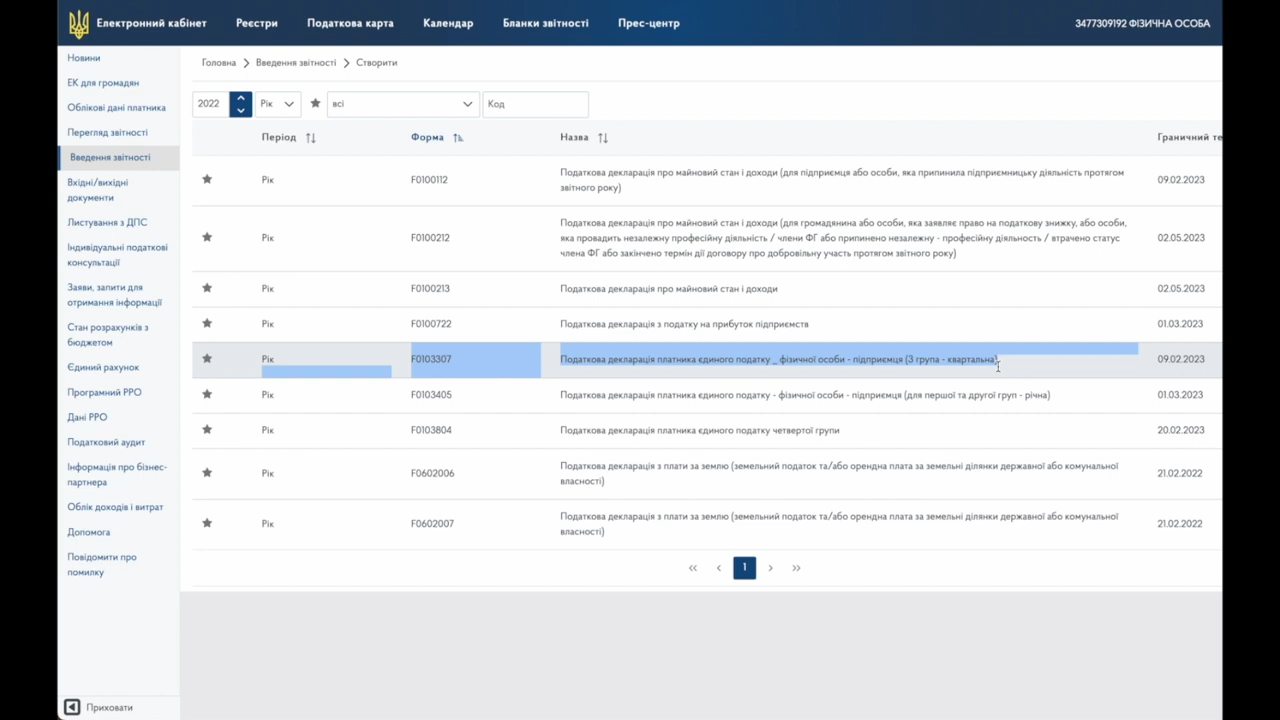 Електронний кабінет Реєстри Податкова карта Календар Бланки звітності Прес-центр 3477309192 ФІЗИЧНА ОСОБА
Новини
ЕК для громадян
Облікові дані платника
Перегляд звітності
Введення звітності
Вхідні/вихідні
документи
Листування з ДПС
Індивідуальні податкові
консультації
Заяви, запити для
отримання інформації
Стан розрахунків з
бюджетом
Єдиний рахунок
Програмний РРО
Дані РРО
Податковий аудит
Інформація про бізнес-
партнера
Облік доходів і витрат
Допомога
Повідомити про
помилку
Приховати
Головна > Введення звітності > Створити
2022 Рік всі Код
Період Форма Назва Граничний те
Рік F0100112 Податкова декларація про майновий стан і доходи (для підприємця або особи, яка припинила підприємницьку діяльність протягом 09.02.2023
звітного року)
Рік F0100212 Податкова декларація про майновий стан і доходи (для громадянина або особи, яка заявляє право на податкову знижку, або особи, 02.05.2023
яка провадить незалежну професійну діяльність / члени ФГ або припинено незалежну - професійну діяльность / втрачено статус
члена ФГ або закінчено термін дії договору про добровільну участь протягом звітного року)
Рік F0100213 Податкова декларація про майновий стан і доходи 02.05.2023
Рік F0100722 Податкова декларація з податку на прибуток підприємств 01.03.2023
Рік F0103307 Податкова декларація платника єдиного податку _ фізичної особи - підприємця (3 група - квартальна) 09.02.2023
Рік F0103405 Податкова декларація платника єдиного податку - фізичної особи - підприємця (для першої та другої груп - річна) 01.03.2023
Рік F0103804 Податкова декларація платника єдиного податку четвертої групи 20.02.2023
Рік F0602006 Податкова декларація з плати за землю (земельний податок та/або орендна плата за земельні ділянки державної або комунальної 21.02.2022
власності)
Рік F0602007 Податкова декларація з плати за землю (земельний податок та/або орендна плата за земельні ділянки державної або комунальної 21.02.2022
власності)
« ‹ 1 › »